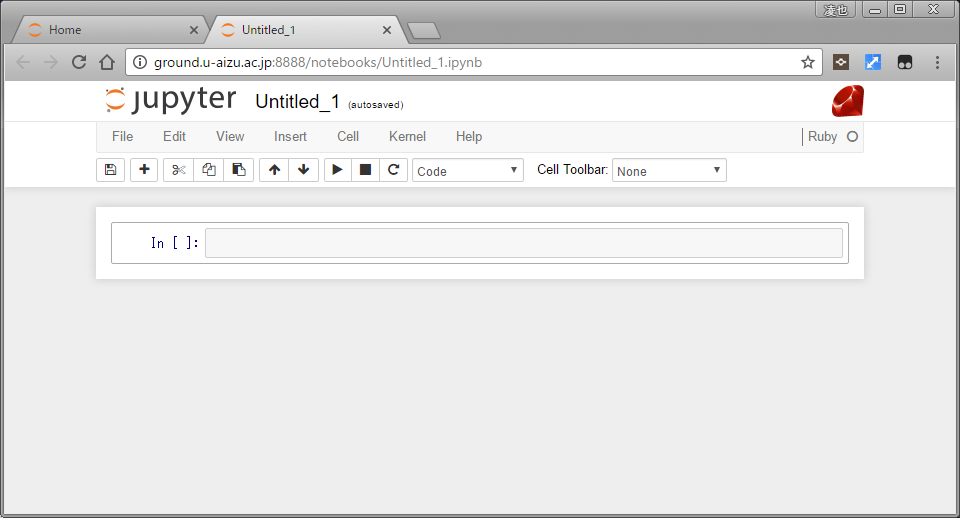 凌也
Home
Untitled_1
ground.u-aizu.ac.jp:8888/notebooks/Untitled_1.ipynb
jupyter Untitled_1 (autosaved)
File Edit View Insert Cell Kernel Help Ruby
Code Cell Toolbar: None
In [ ]: